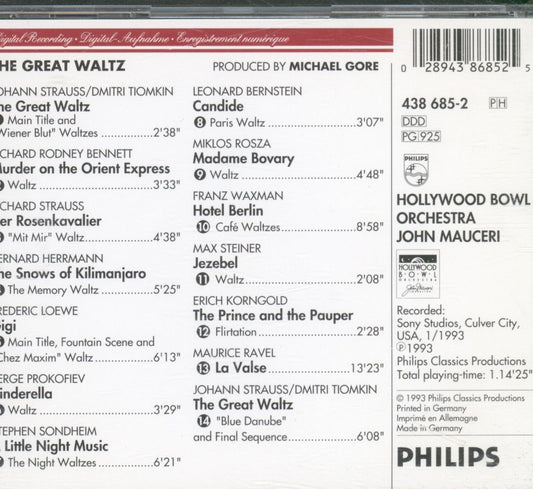 Digital Recording • Digital-Aufnahme • Enregistrement numérique
HE GREAT WALTZ
PRODUCED BY MICHAEL GORE
OHANN STRAUSS/DMITRI TIOMKIN
he Great Waltz
Main Title and
Wiener Blut" Waltzes 2'38"
CHARD RODNEY BENNETT
Murder on the Orient Express
Waltz 3'33"
CHARD STRAUSS
er Rosenkavalier
"Mit Mir" Waltz 4'38"
ERNARD HERRMANN
he Snows of Kilimanjaro
The Memory Waltz 5'25"
REDERIC LOEWE
igi
Main Title, Fountain Scene and
Chez Maxim" Waltz 6'13"
ERGE PROKOFIEV
inderella
Waltz 3'29"
TEPHEN SONDHEIM
Little Night Music
The Night Waltzes 6'21"
LEONARD BERNSTEIN
Candide
8 Paris Waltz 3'07"
MIKLOS ROSZA
Madame Bovary
9 Waltz 4'48"
FRANZ WAXMAN
Hotel Berlin
10 Café Waltzes 8'58"
MAX STEINER
Jezebel
11 Waltz 2'08"
ERICH KORNGOLD
The Prince and the Pauper
12 Flirtation 2'28"
MAURICE RAVEL
13 La Valse 13'23"
JOHANN STRAUSS/DMITRI TIOMKIN
The Great Waltz
14 "Blue Danube"
and Final Sequence 6'08"
0 28943 86852 5
438 685-2 PH
DDD
PG 925
PHILIPS
HOLLYWOOD BOWL
ORCHESTRA
JOHN MAUCERI
HOLLYWOOD
BOWL
ORCHESTRA
Recorded:
Sony Studios, Culver City,
USA, 1/1993
℗1993
Philips Classics Productions
Total playing-time: 1.14'25"
© 1993 Philips Classics Productions
Printed in Germany
Imprimé en Allemagne
Made in Germany
PHILIPS